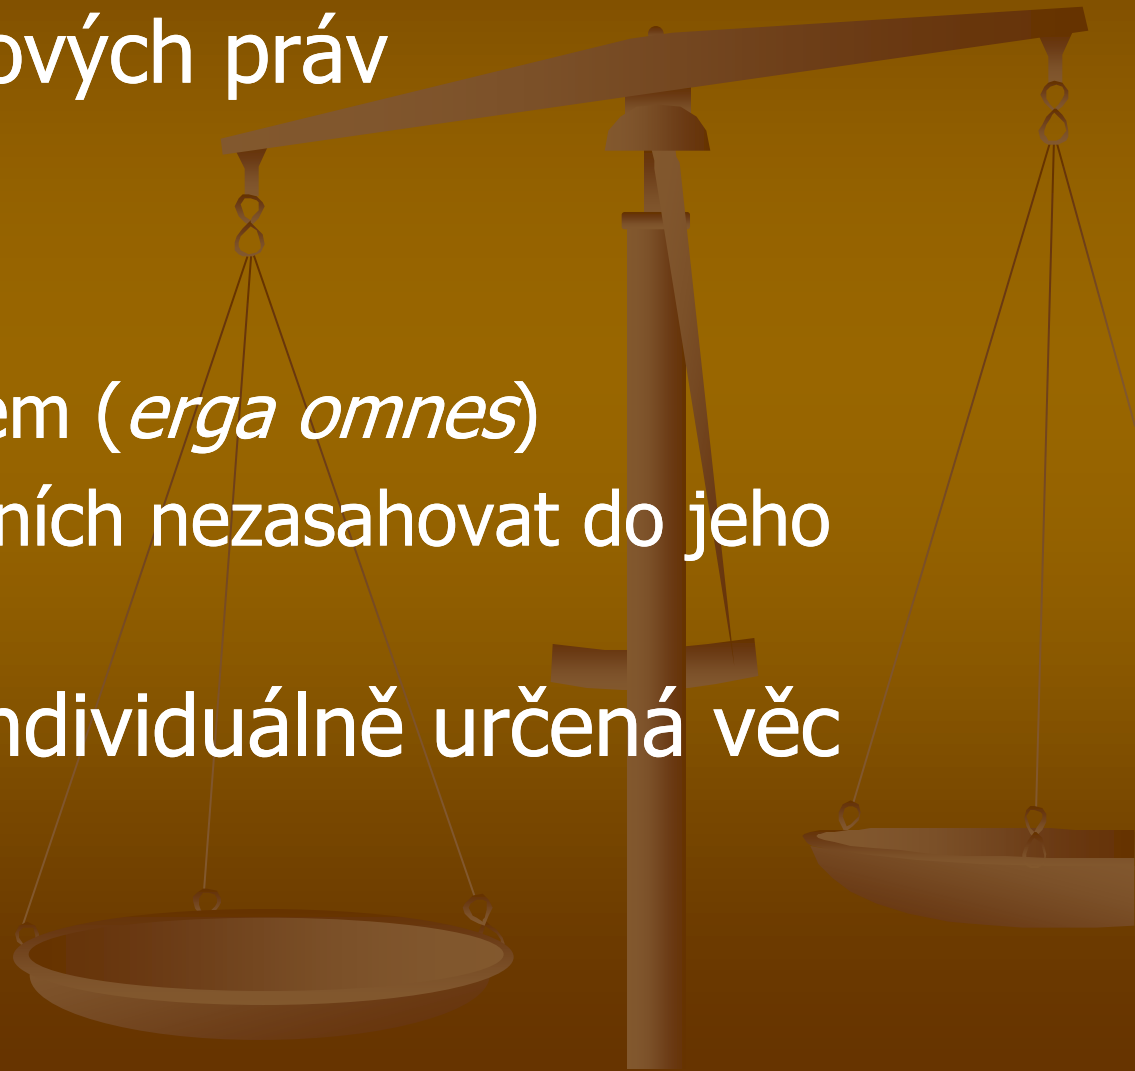 ových práv
em (erga omnes)
ních nezasahovat do jeho
ndividuálně určená věc